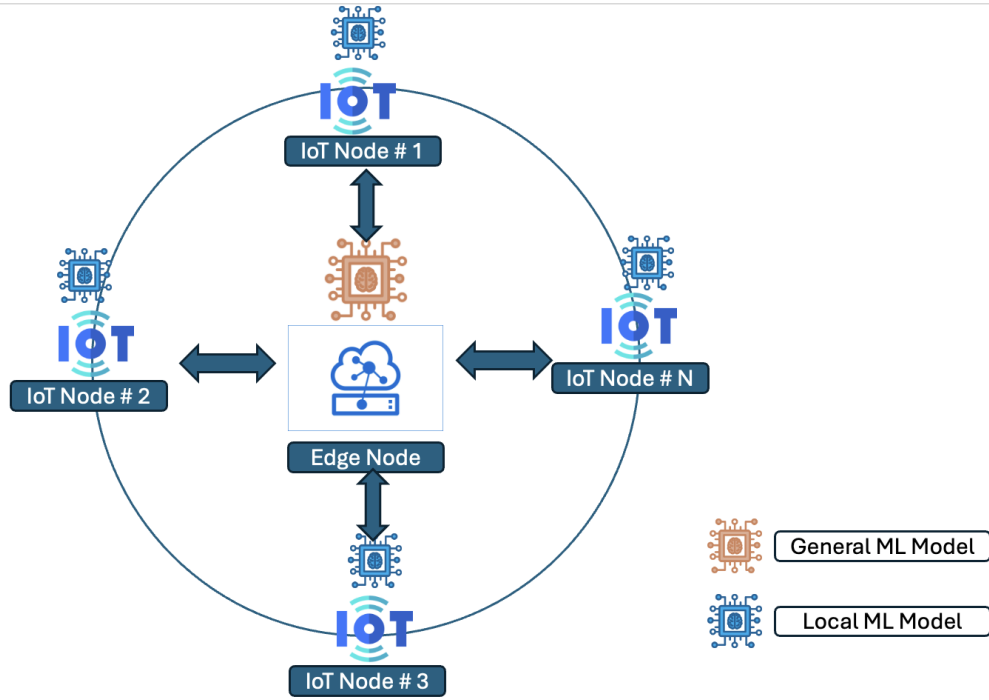 IoT
IoT Node # 1
IoT
IoT Node # 2
IoT
IoT Node # N
Edge Node
IoT
IoT Node # 3
General ML Model
Local ML Model